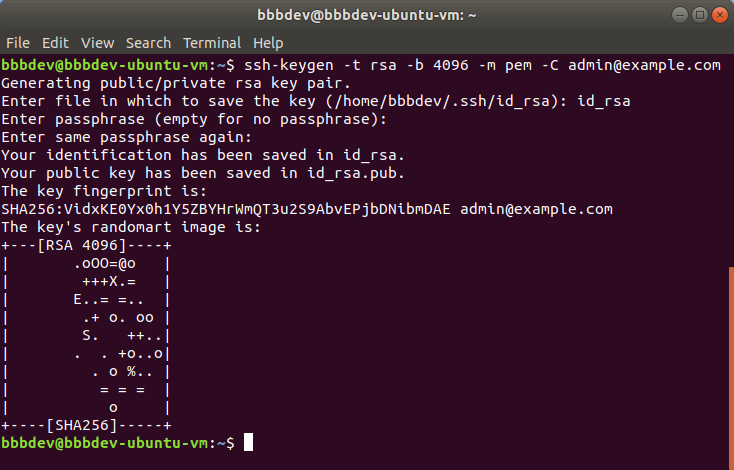 bbbdev@bbbdev-ubuntu-vm: ~
File Edit View Search Terminal Help
bbbdev@bbbdev-ubuntu-vm:~$ ssh-keygen -t rsa -b 4096 -m pem -C admin@example.com
Generating public/private rsa key pair.
Enter file in which to save the key (/home/bbbdev/.ssh/id_rsa): id_rsa
Enter passphrase (empty for no passphrase):
Enter same passphrase again:
Your identification has been saved in id_rsa.
Your public key has been saved in id_rsa.pub.
The key fingerprint is:
SHA256:VidxKE0Yx0h1Y5ZBYHrWmQT3u2S9AbvEPjbDNibmDAE admin@example.com
The key's randomart image is:
+---[RSA 4096]----+
|       .oOO=@o   |
|        +++X.=   |
|       E..= =..  |
|        .+ o. oo |
|        S.   ++..|
|       .  . +o..o|
|         . o %.. |
|          = = =  |
|           o     |
+----[SHA256]-----+
bbbdev@bbbdev-ubuntu-vm:~$